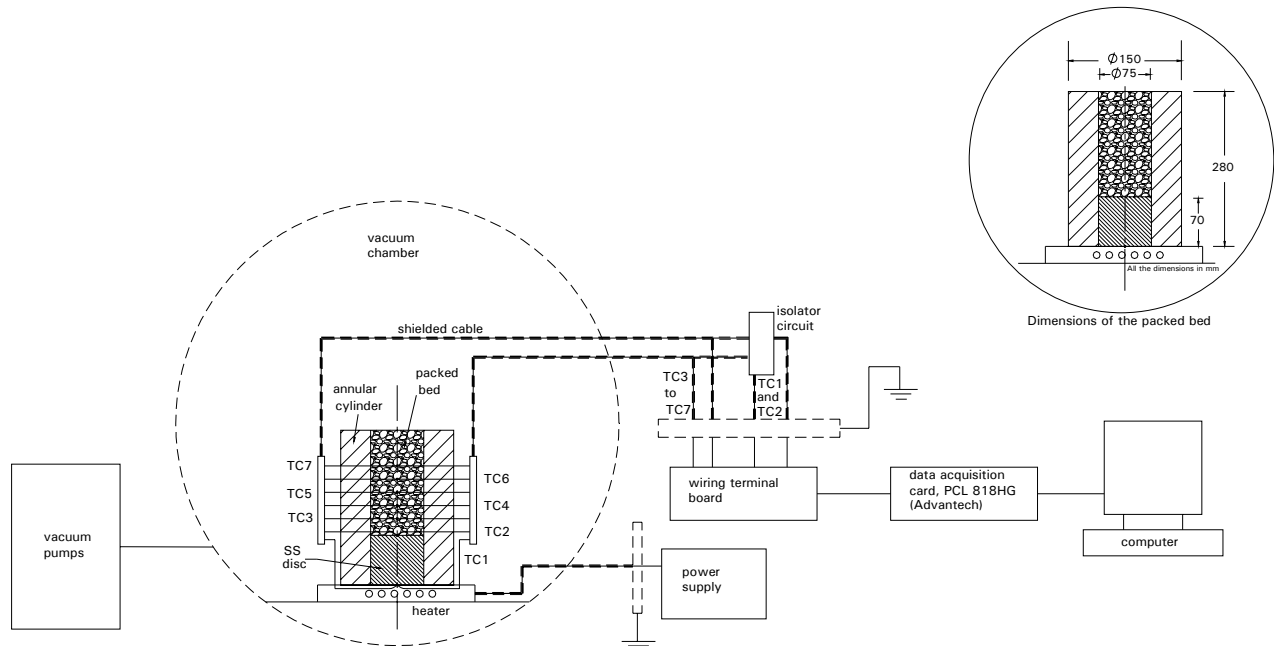 Φ150
Φ75
280
70
All the dimensions in mm
Dimensions of the packed bed
vacuum
chamber
isolator
circuit
shielded cable
TC3
to
TC7
TC1
and
TC2
packed
bed
annular
cylinder
TC7
TC6
TC5
TC4
TC3
TC2
TC1
SS
disc
heater
vacuum
pumps
wiring terminal
board
data acquisition
card, PCL 818HG
(Advantech)
computer
power
supply